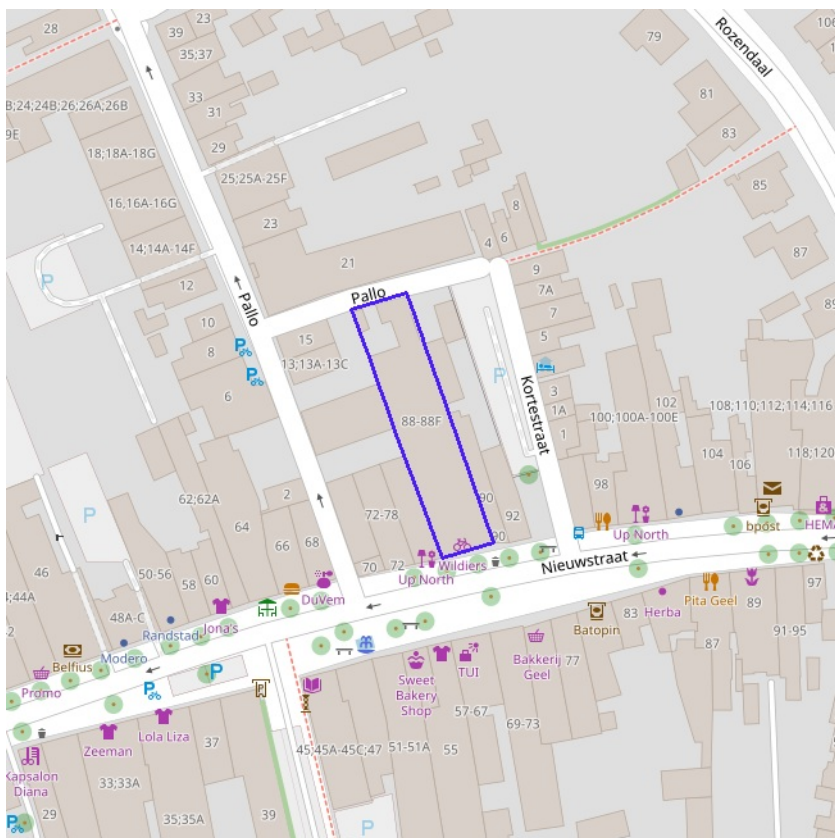 28
23
39
35;37
106
79
Rozendaal
B;24;24B;26;26A;26B
9E
33
31
81
83
18;18A-18G
29
25;25A-25F
85
16;16A-16G
23
8
4
6
14;14A-14F
87
21
9
P
12
Pallo
Pallo
7A
89
10
15
7
8
5
P
13;13A-13C
P
P
6
3
102
1A
108;110;112;114;116
88-88F
Kortestraat
100;100A-100E
1
104
118;120
106
98
62;62A
2
90
72-78
92
P
64
bpost
HEMA
66
68
90
Up North
46
50-56
58
60
70
72
Up North
Wildiers
Nieuwstraat
44;44A
48A-C
DuVem
Jona's
Randstad
Modero
Belfius
Promo
P
P
P
83
Herba
Batopin
Pita Geel
89
97
91-95
87
Sweet
Bakery
Shop
TUI
Bakkerij
Geel
77
57-67
69-73
Lola Liza
Zeeman
37
45;45A-45C;47
51-51A
55
Kapsalon
Diana
33;33A
29
35;35A
39
P
P